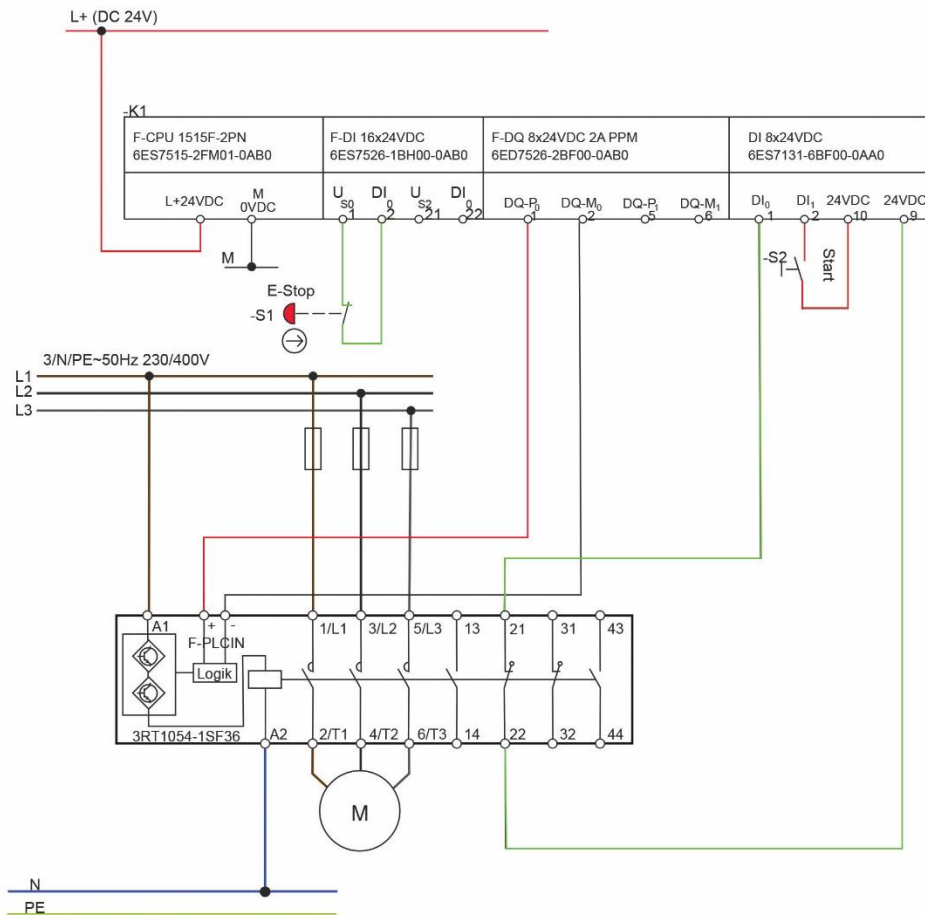 L+ (DC 24V)
-K1
F-CPU 1515F-2PN
6ES7515-2FM01-0AB0
F-DI 16x24VDC
6ES7526-1BH00-0AB0
F-DQ 8x24VDC 2A PPM
6ED7526-2BF00-0AB0
DI 8x24VDC
6ES7131-6BF00-0AA0
L+24VDC
M
0VDC
U S0 1
DI 0 2
U S2 21
DI 0 22
DQ-P0 1
DQ-M0 2
DQ-P1 5
DQ-M1 6
DI0 1
DI1 2
24VDC 10
24VDC 9
M
E-Stop
-S1
-S2
Start
3/N/PE~50Hz 230/400V
L1
L2
L3
A1
+
-
F-PLCIN
1/L1
3/L2
5/L3
13
21
31
43
Logik
3RT1054-1SF36
A2
2/T1
4/T2
6/T3
14
22
32
44
M
N
PE